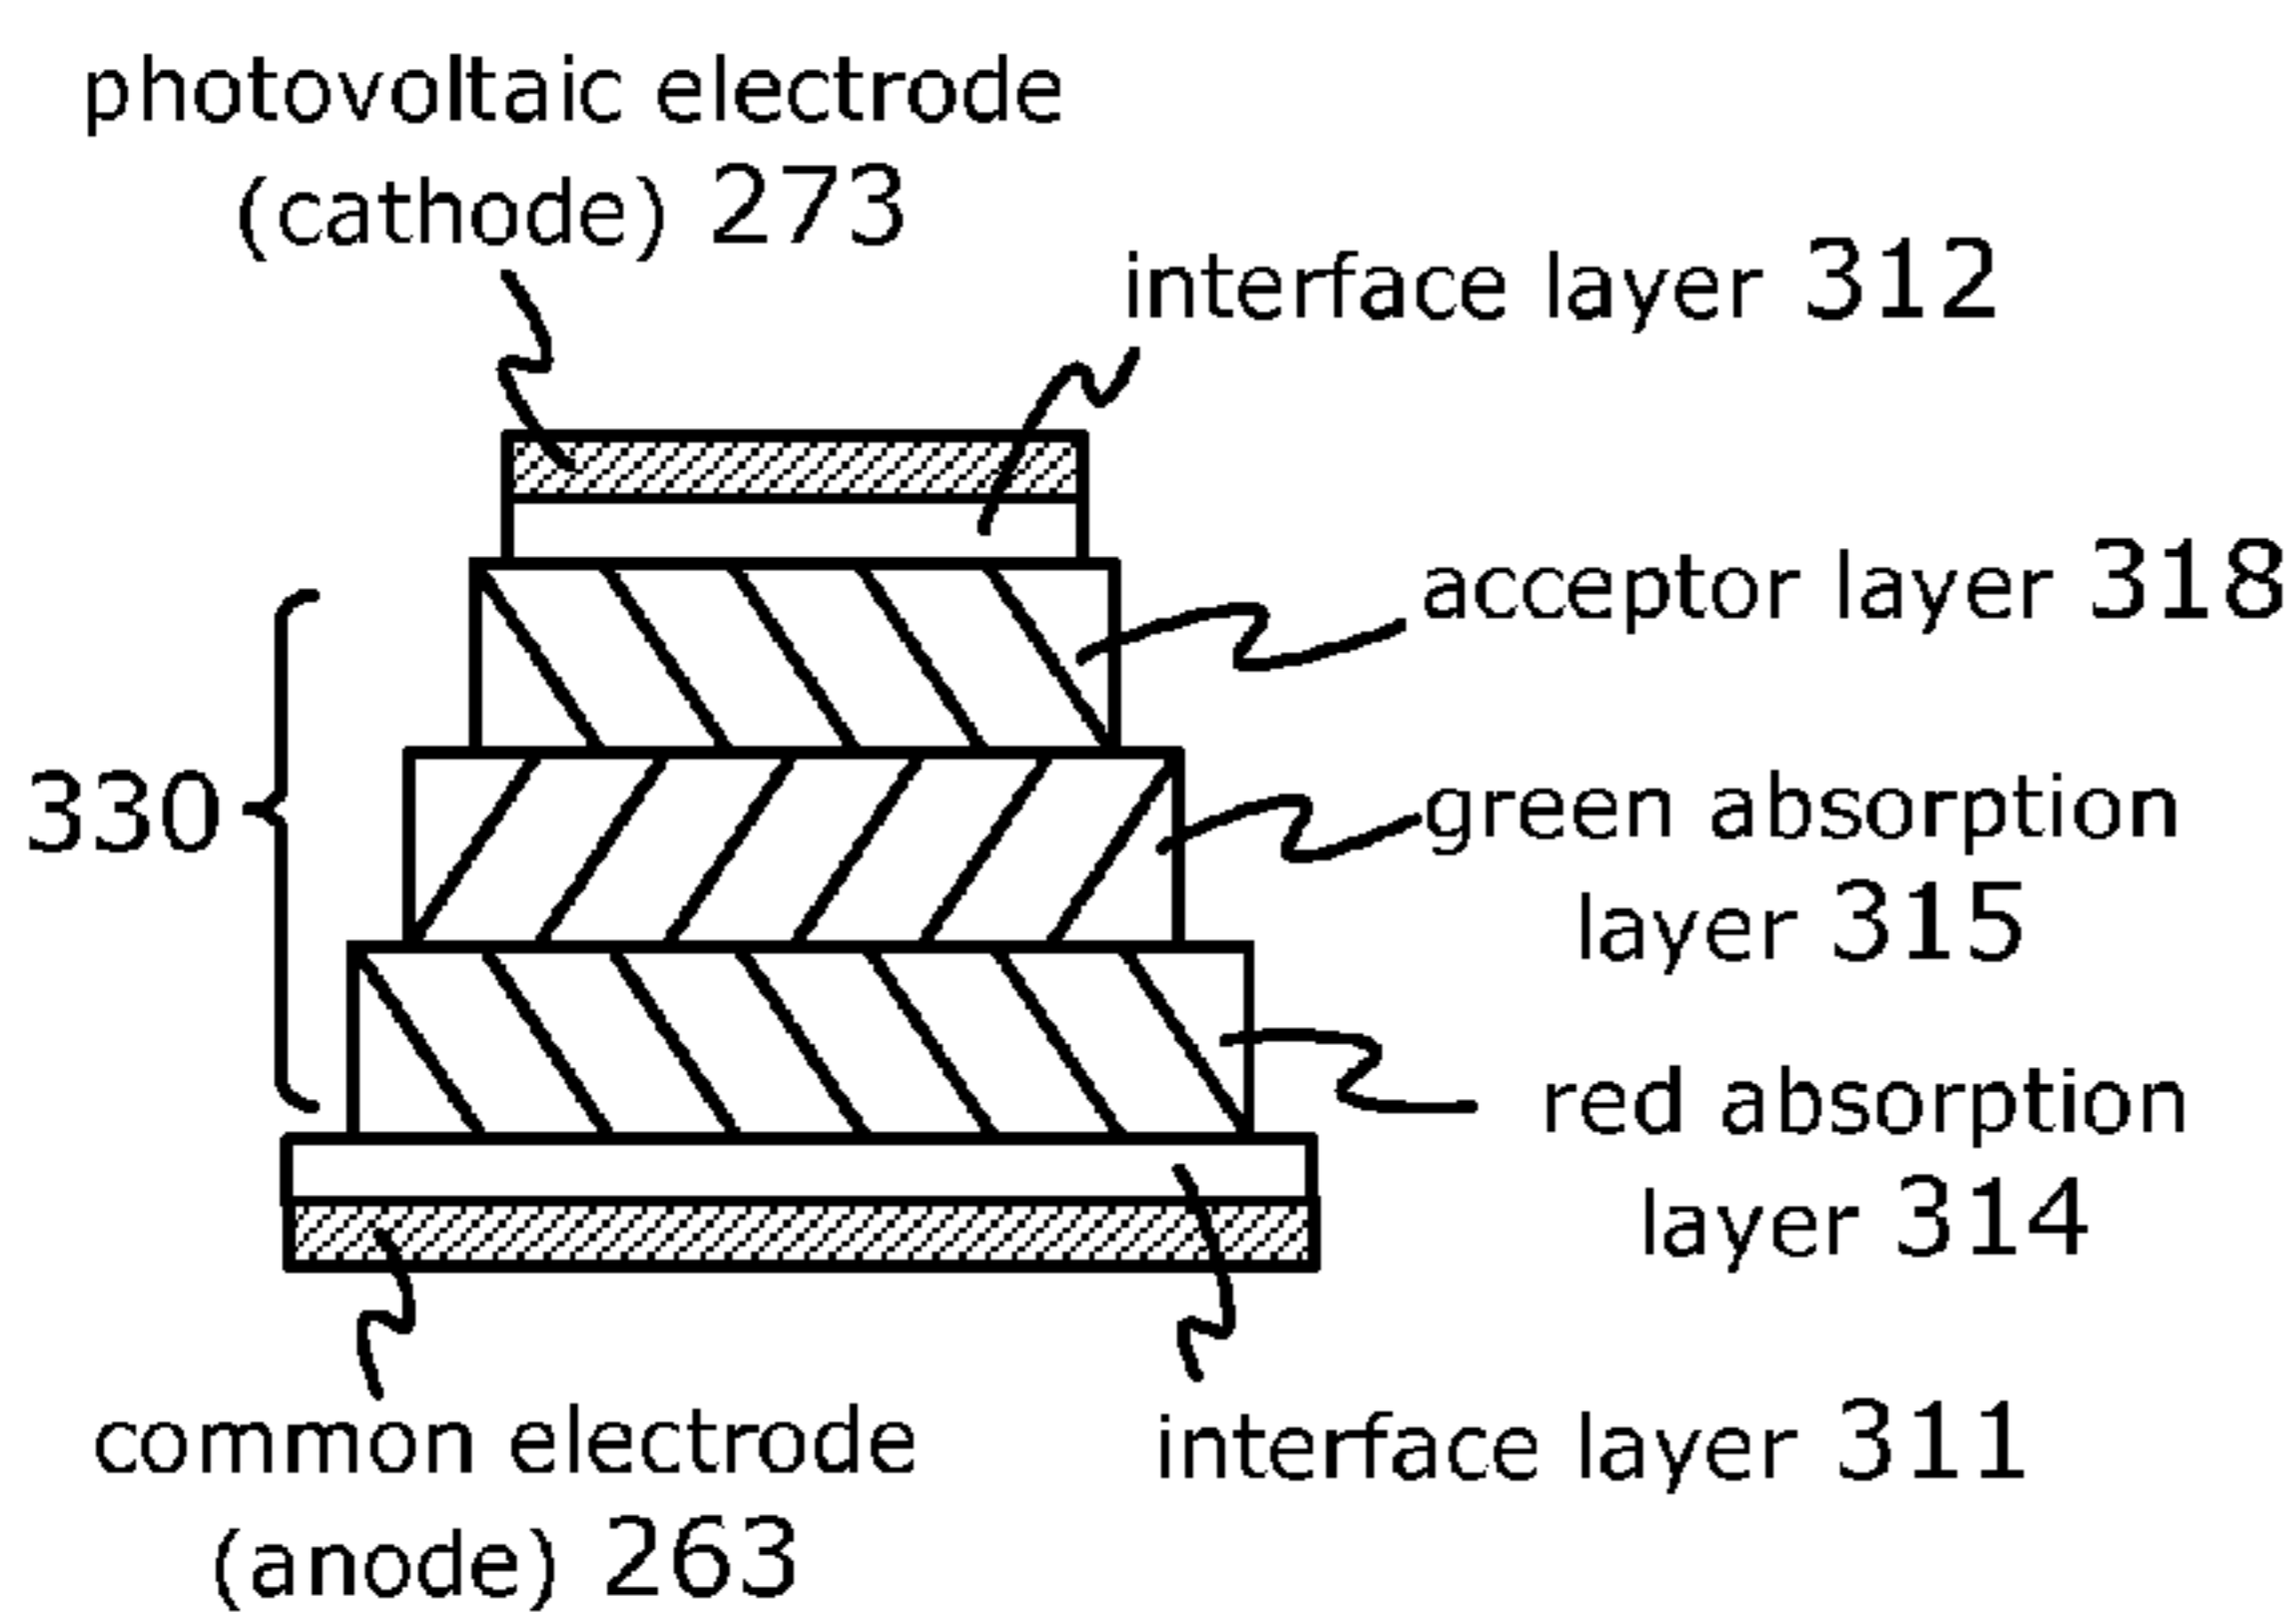 photovoltaic electrode
(cathode) 273
interface layer 312
acceptor layer 318
330
green absorption
layer 315
red absorption
layer 314
common electrode
(anode) 263
interface layer 311